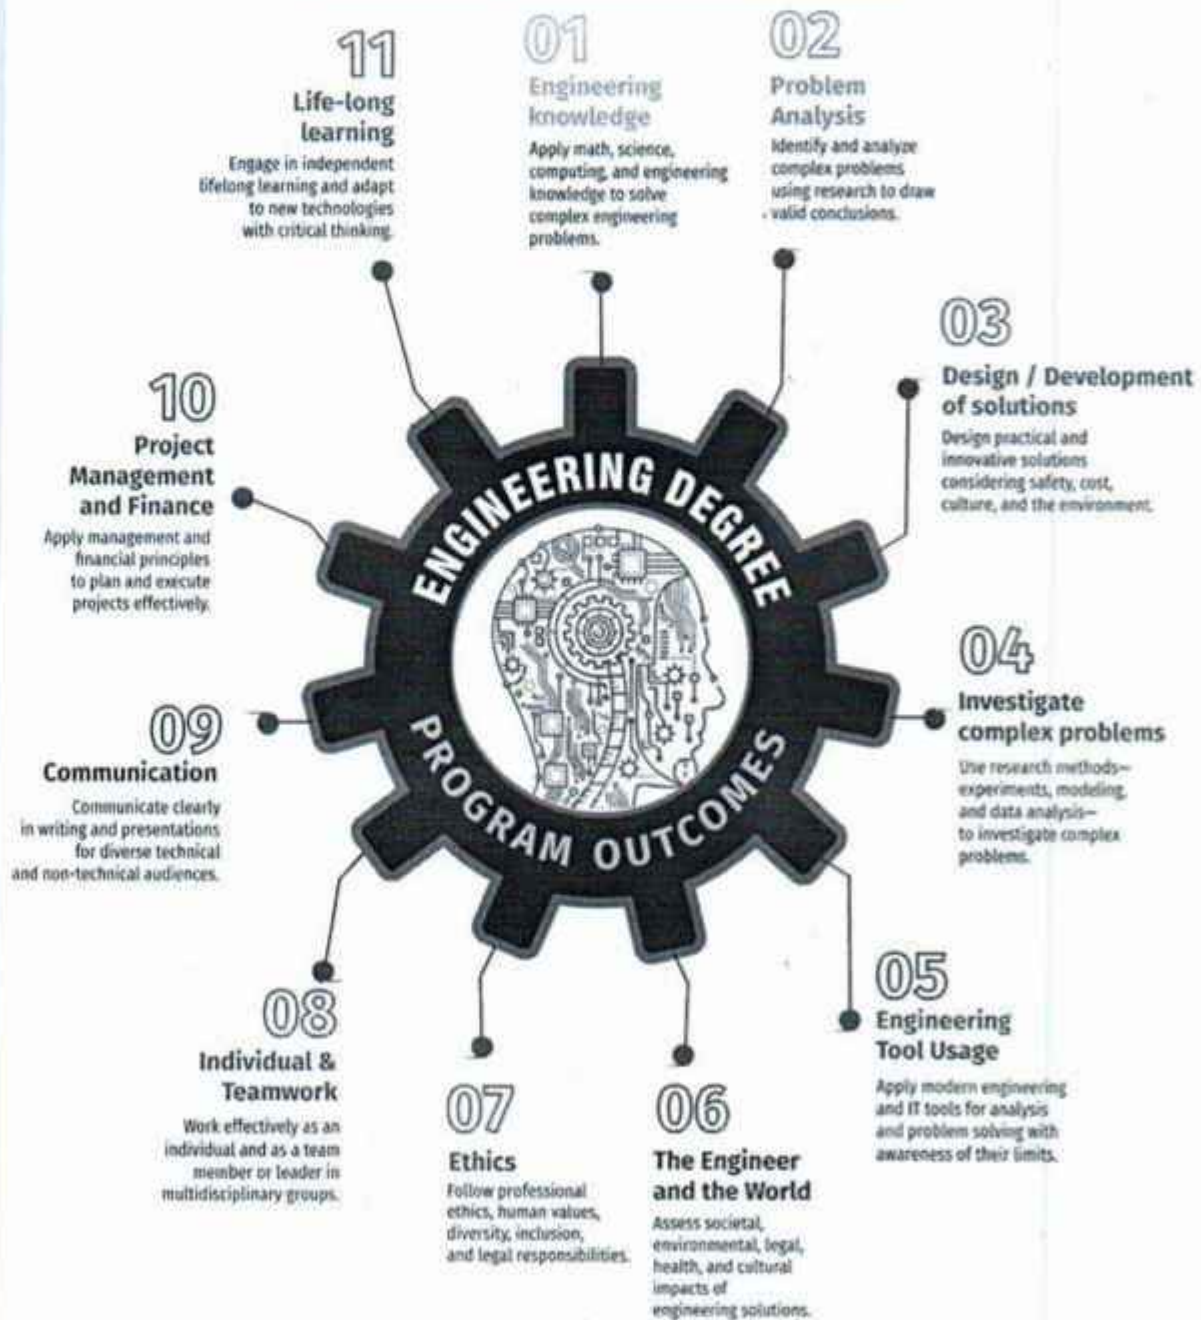 01
Engineering
knowledge
Apply math, science,
computing, and engineering
knowledge to solve
complex engineering
problems.
02
Problem
Analysis
Identify and analyze
complex problems
using research to draw
valid conclusions.
03
Design / Development
of solutions
Design practical and
innovative solutions
considering safety, cost,
culture, and the environment.
04
Investigate
complex problems
Use research methods—
experiments, modeling,
and data analysis—
to investigate complex
problems.
05
Engineering
Tool Usage
Apply modern engineering
and IT tools for analysis
and problem solving with
awareness of their limits.
06
The Engineer
and the World
Assess societal,
environmental, legal,
health, and cultural
impacts of
engineering solutions.
07
Ethics
Follow professional
ethics, human values,
diversity, inclusion,
and legal responsibilities.
08
Individual &
Teamwork
Work effectively as an
individual and as a team
member or leader in
multidisciplinary groups.
09
Communication
Communicate clearly
in writing and presentations
for diverse technical
and non-technical audiences.
10
Project
Management
and Finance
Apply management and
financial principles
to plan and execute
projects effectively.
11
Life-long
learning
Engage in independent
lifelong learning and adapt
to new technologies
with critical thinking.
ENGINEERING DEGREE
PROGRAM OUTCOMES